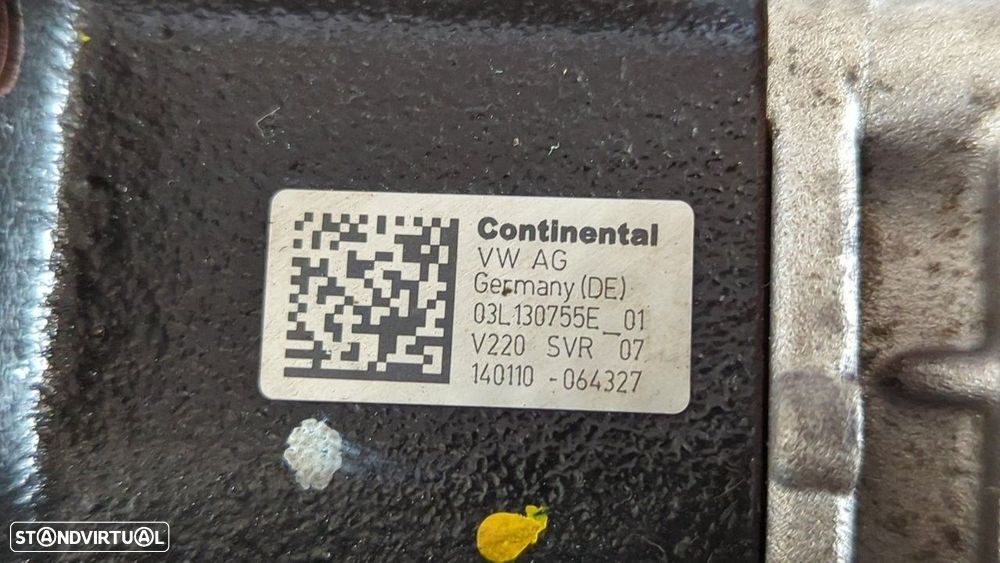 Continental
VW AG
Germany (DE)
03L130755E_01
V220 SVR 07
140110 -064327
STANDVIRTUAL